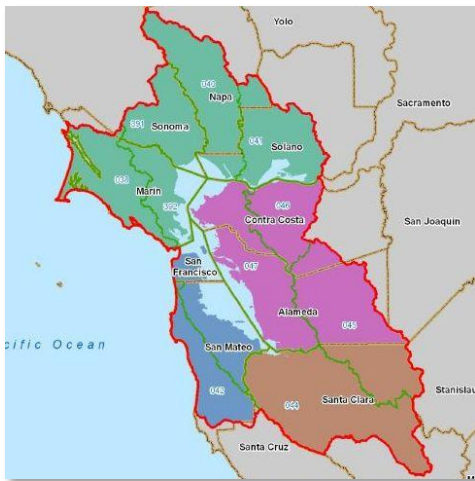 Yolo
040
Napa
Sacramento
391
Sonoma
041
Solano
038
Marin
392
046
Contra Costa
San Joaquin
San
Francisco
047
Alameda
045
cific Ocean
San Mateo
042
044
Santa Clara
Stanislau
Santa Cruz